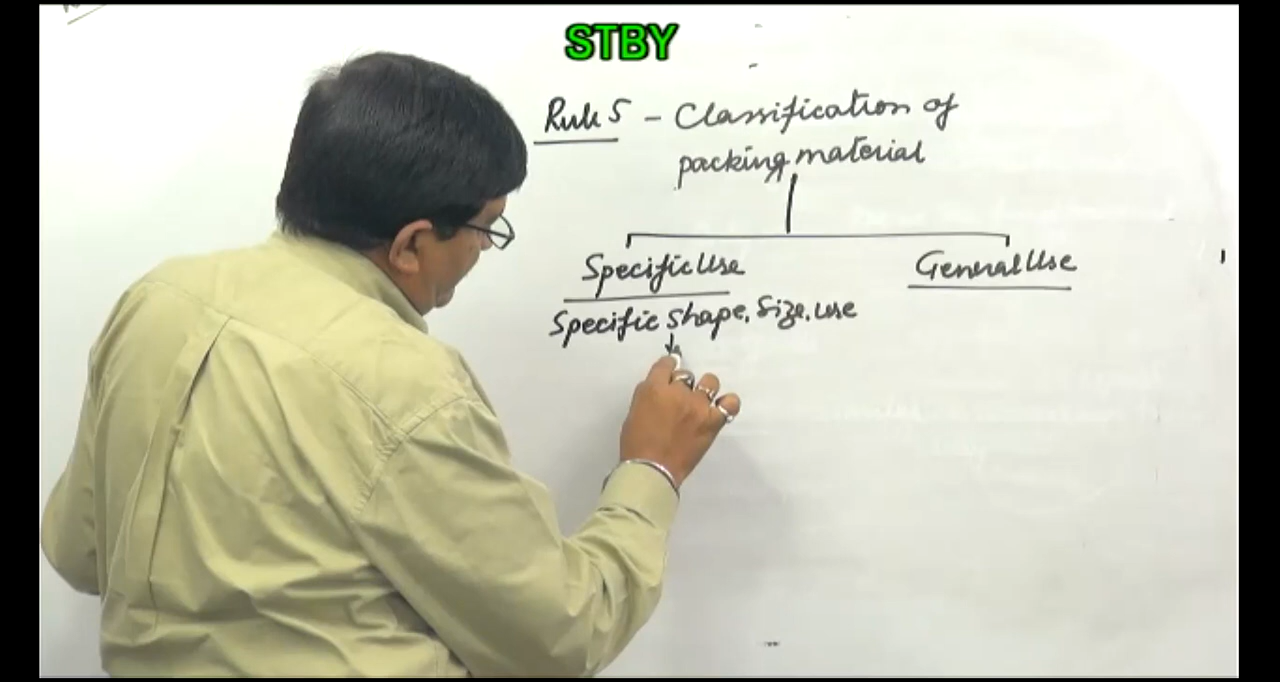 STBY
Rule 5 - Classification of
packing material
Specific Use
General Use
Specific Shape, Size, use